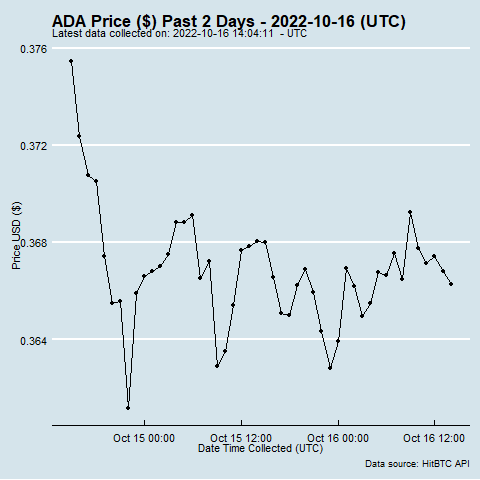 ADA Price ($) Past 2 Days - 2022-10-16 (UTC)
Latest data collected on: 2022-10-16 14:04:11 - UTC
0.376
0.372
0.368
0.364
Price USD ($)
Oct 15 00:00 Oct 15 12:00 Oct 16 00:00 Oct 16 12:00
Date Time Collected (UTC)
Data source: HitBTC API